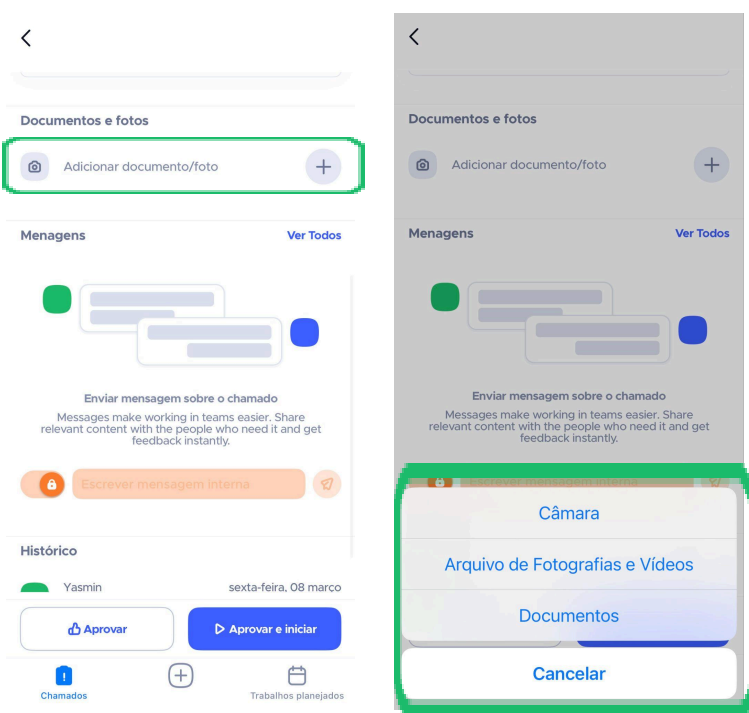 Documentos e fotos
Adicionar documento/foto
Menagens
Ver Todos
Enviar mensagem sobre o chamado
Messages make working in teams easier. Share
relevant content with the people who need it and get
feedback instantly.
Escrever mensagem interna
Histórico
Yasmin
sexta-feira, 08 março
Aprovar
Aprovar e iniciar
Chamados
Trabalhos planejados
Documentos e fotos
Adicionar documento/foto
Menagens
Ver Todos
Enviar mensagem sobre o chamado
Messages make working in teams easier. Share
relevant content with the people who need it and get
feedback instantly.
Escrever mensagem interna
Câmara
Arquivo de Fotografias e Vídeos
Documentos
Cancelar